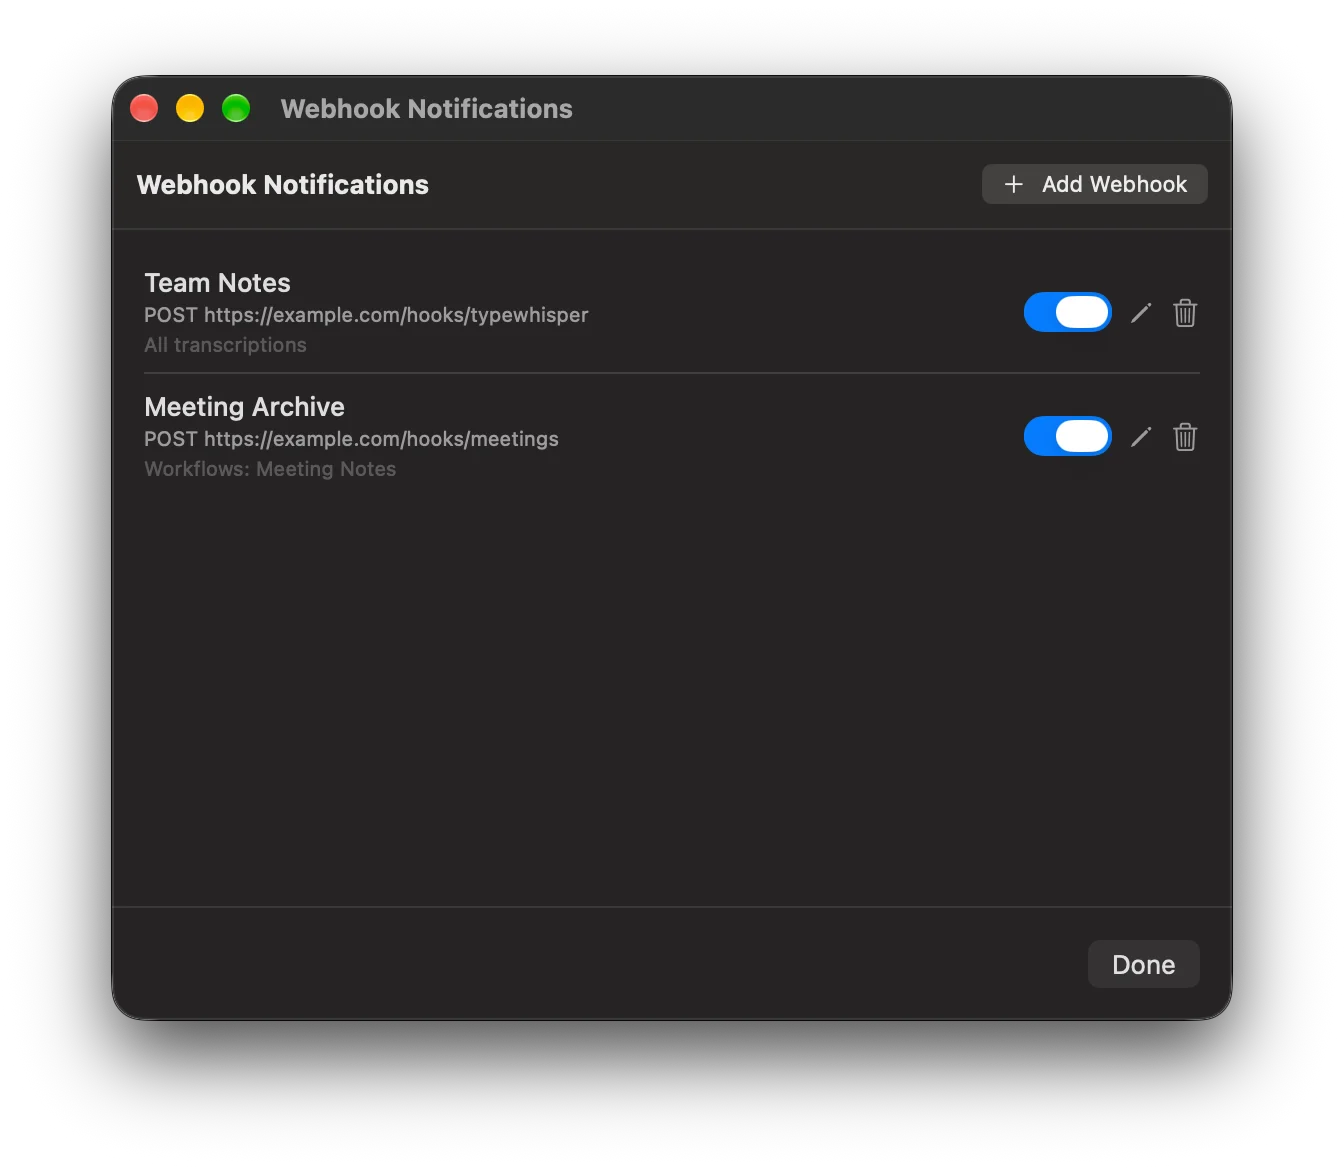 Webhook Notifications
Webhook Notifications
Add Webhook
Team Notes
POST https://example.com/hooks/typewhisper
All transcriptions
Meeting Archive
POST https://example.com/hooks/meetings
Workflows: Meeting Notes
Done